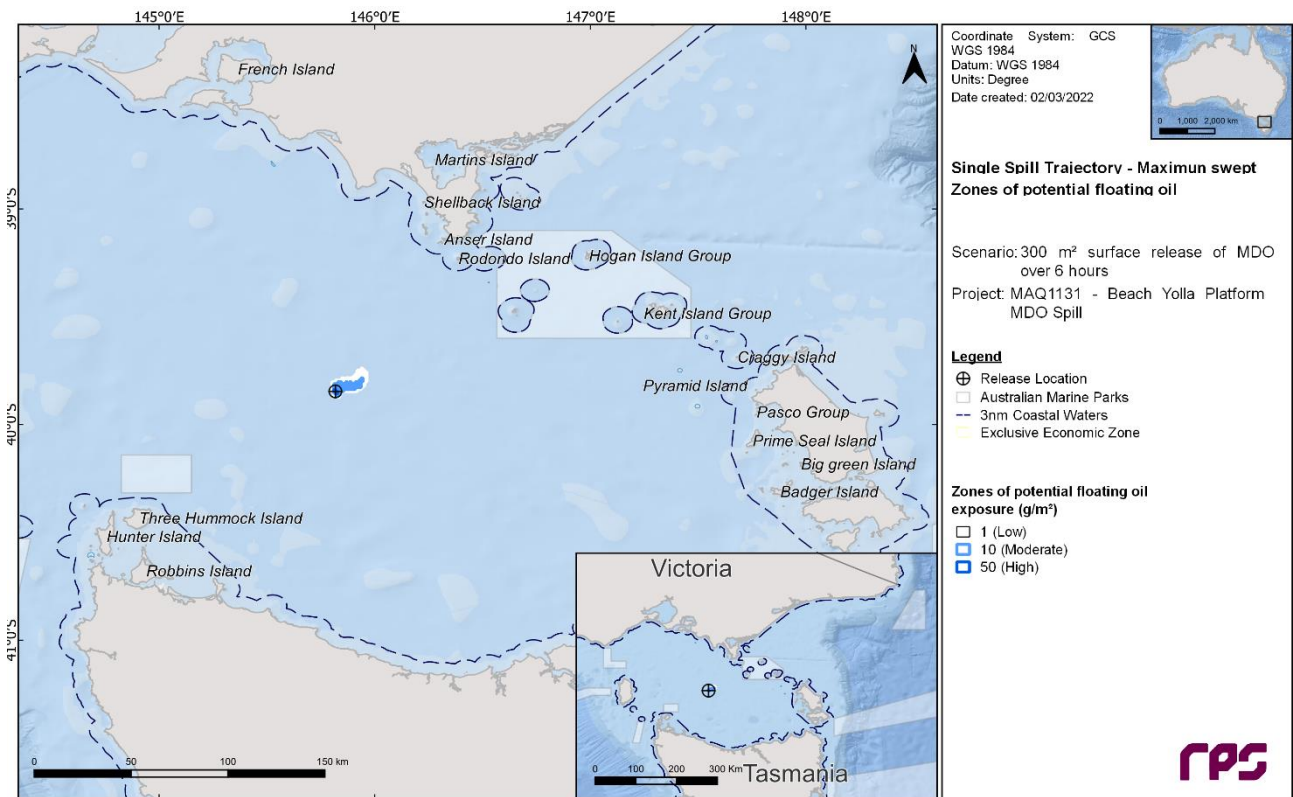 145°0'E
146°0'E
147°0'E
148°0'E
39°0'S
40°0'S
41°0'S
N
French Island
Martins Island
Shellback Island
Anser Island
Rodondo Island
Hogan Island Group
Kent Island Group
Craggy Island
Pyramid Island
Pasco Group
Prime Seal Island
Big green Island
Badger Island
Three Hummock Island
Hunter Island
Robbins Island
0 50 100 150 km
Victoria
0 100 200 300 Km
Tasmania
Coordinate System: GCS
WGS 1984
Datum: WGS 1984
Units: Degree
Date created: 02/03/2022
0 1,000 2,000 km
Single Spill Trajectory - Maximun swept
Zones of potential floating oil
Scenario: 300 m² surface release of MDO
over 6 hours
Project: MAQ1131 - Beach Yolla Platform
MDO Spill
Legend
Release Location
Australian Marine Parks
3nm Coastal Waters
Exclusive Economic Zone
Zones of potential floating oil
exposure (g/m²)
1 (Low)
10 (Moderate)
50 (High)
rps